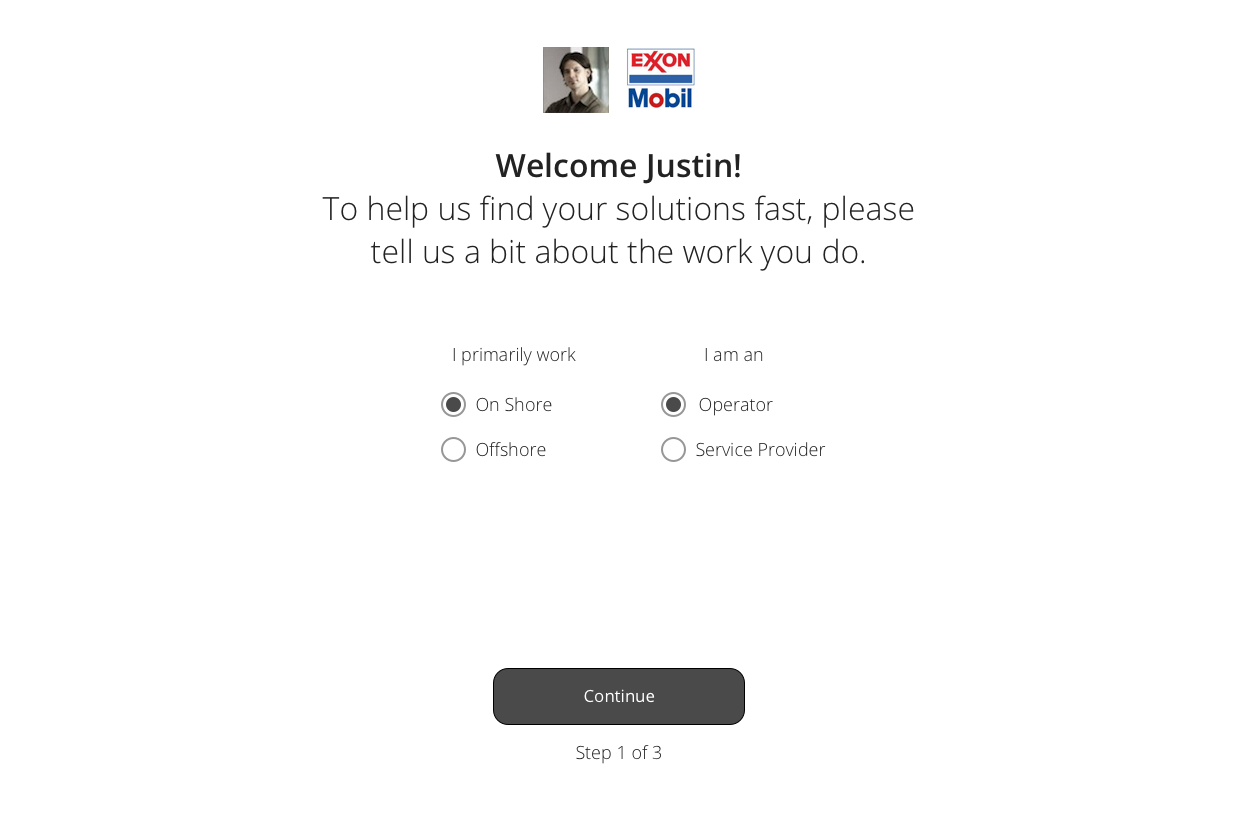 EXXON
Mobil
Welcome Justin!
To help us find your solutions fast, please
tell us a bit about the work you do.
I primarily work
On Shore
Offshore
I am an
Operator
Service Provider
Continue
Step 1 of 3